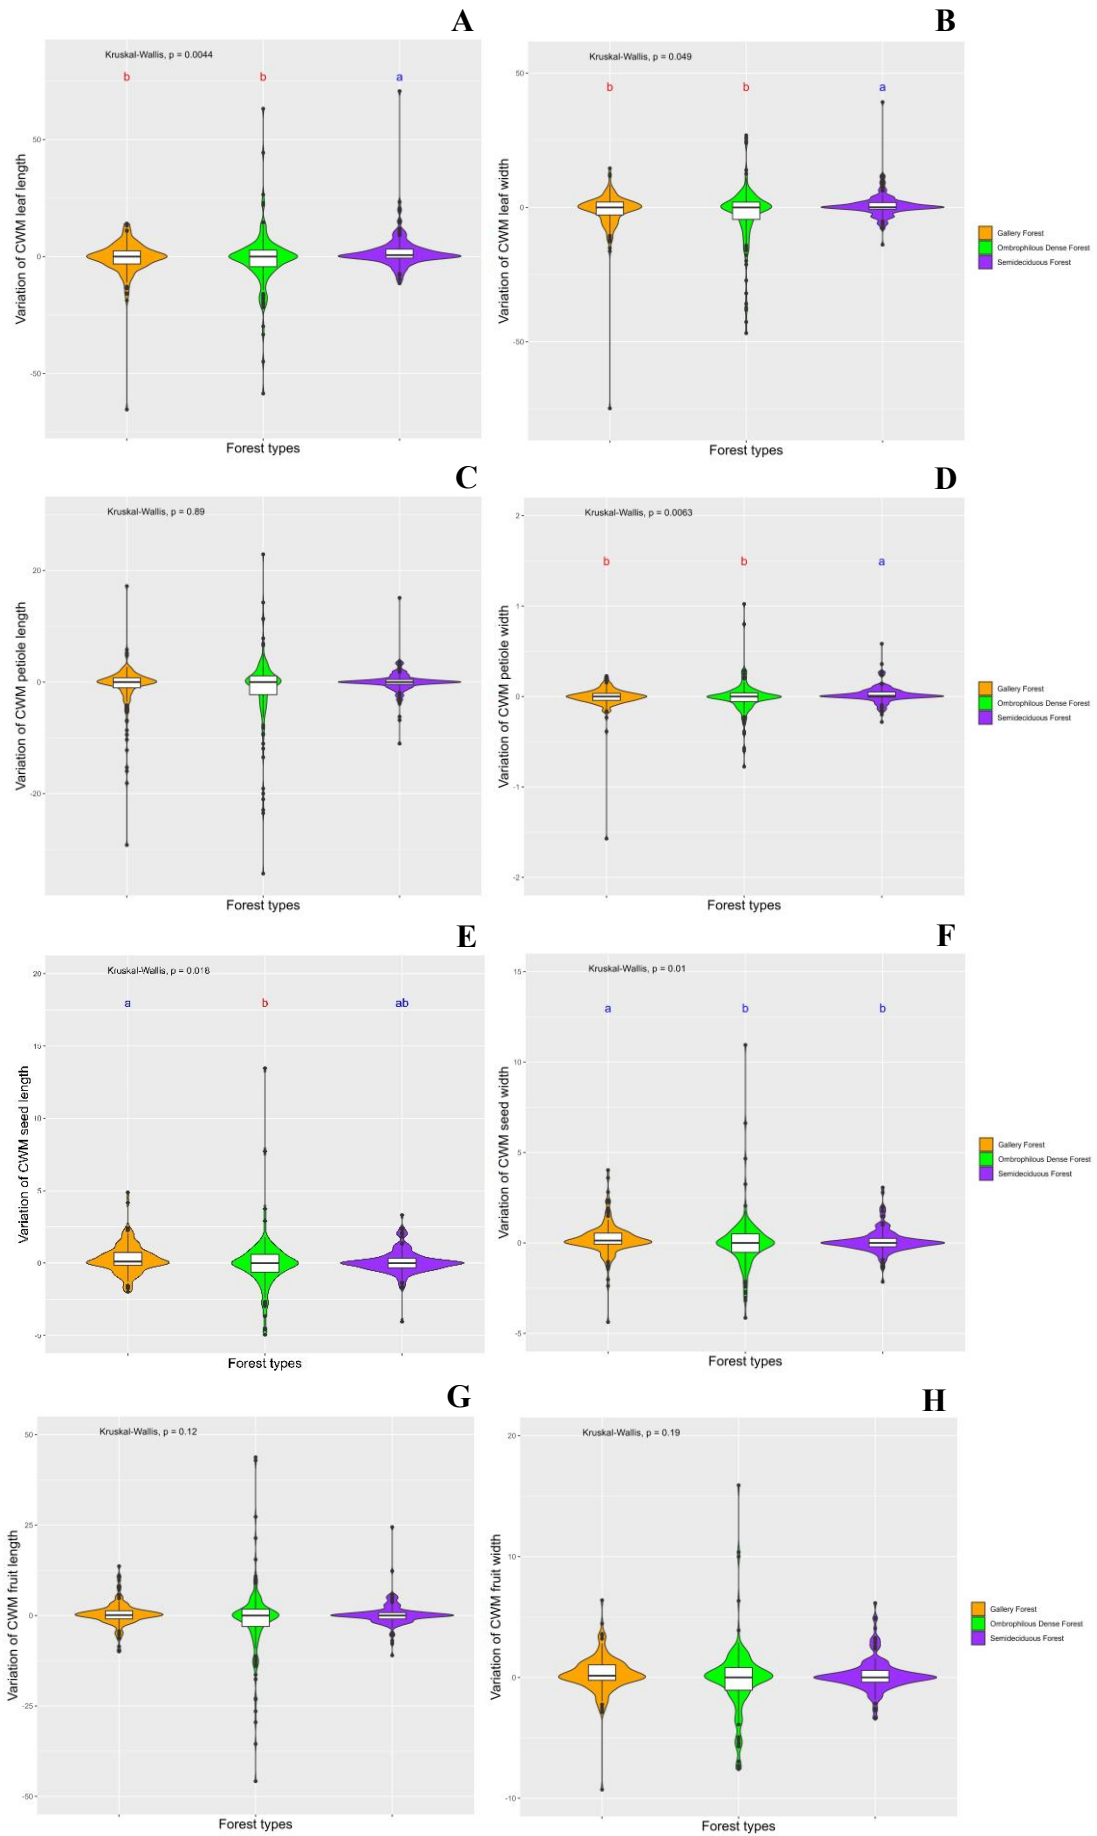 A
Kruskal-Wallis, p = 0.0044
b b a
50
0
-50
Variation of CWM leaf length
Forest types
B
Kruskal-Wallis, p = 0.049
b b a
50
0
-50
Variation of CWM leaf width
Forest types
Gallery Forest
Ombrophilous Dense Forest
Semideciduous Forest
C
Kruskal-Wallis, p = 0.89
20
0
-20
Variation of CWM petiole length
Forest types
D
Kruskal-Wallis, p = 0.0063
b b a
2
1
0
-1
-2
Variation of CWM petiole width
Forest types
Gallery Forest
Ombrophilous Dense Forest
Semideciduous Forest
E
Kruskal-Wallis, p = 0.016
a b ab
20
10
5
0
Variation of CWM seed length
Forest types
F
Kruskal-Wallis, p = 0.01
a b b
15
10
5
0
-5
Variation of CWM seed width
Forest types
Gallery Forest
Ombrophilous Dense Forest
Semideciduous Forest
G
Kruskal-Wallis, p = 0.12
50
25
0
-25
-50
Variation of CWM fruit length
Forest types
H
Kruskal-Wallis, p = 0.19
20
10
0
-10
Variation of CWM fruit width
Forest types
Gallery Forest
Ombrophilous Dense Forest
Semideciduous Forest